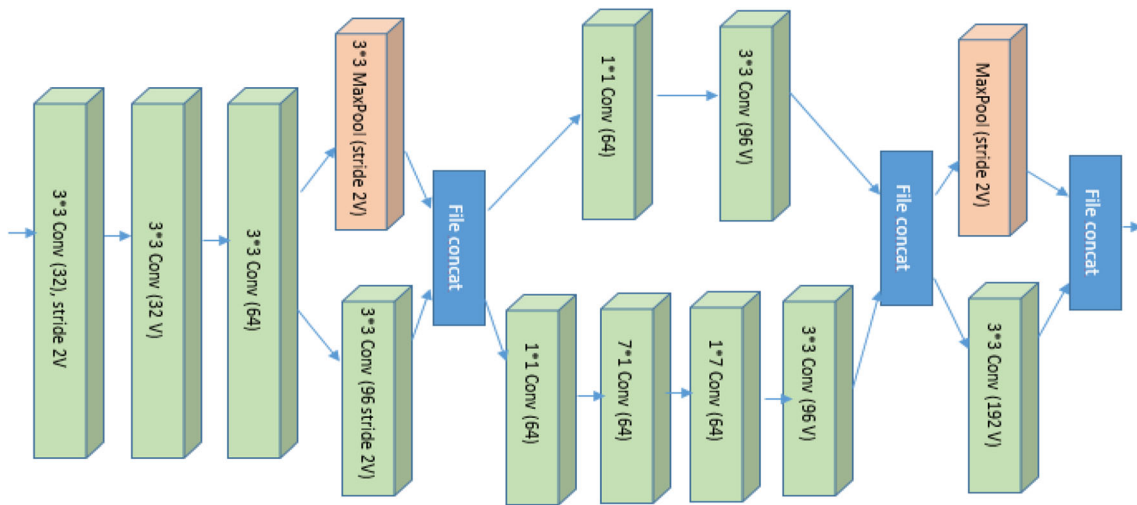 3*3 Conv (32), stride 2V
3*3 Conv (32 V)
3*3 Conv (64)
3*3 MaxPool (stride 2V)
3*3 Conv (96 stride 2V)
File concat
1*1 Conv (64)
3*3 Conv (96 V)
1*1 Conv (64)
7*1 Conv (64)
1*7 Conv (64)
3*3 Conv (96 V)
File concat
MaxPool (stride 2V)
3*3 Conv (192 V)
File concat